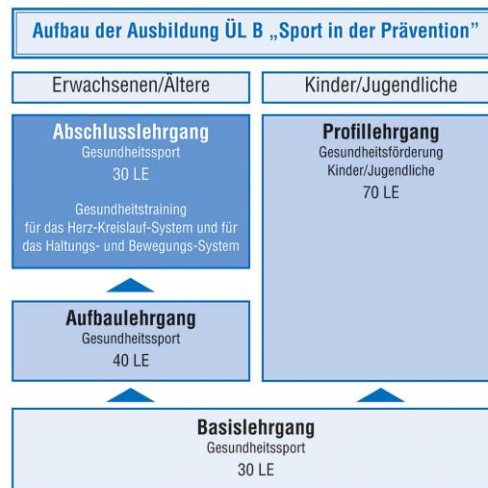 Aufbau der Ausbildung ÜL B „Sport in der Prävention”
Erwachsenen/Ältere
Kinder/Jugendliche
Abschlusslehrgang
Gesundheitssport
30 LE
Gesundheitstraining
für das Herz-Kreislauf-System und für
das Haltungs- und Bewegungs-System
Profillehrgang
Gesundheitsförderung
Kinder/Jugendliche
70 LE
Aufbaulehrgang
Gesundheitssport
40 LE
Basislehrgang
Gesundheitssport
30 LE